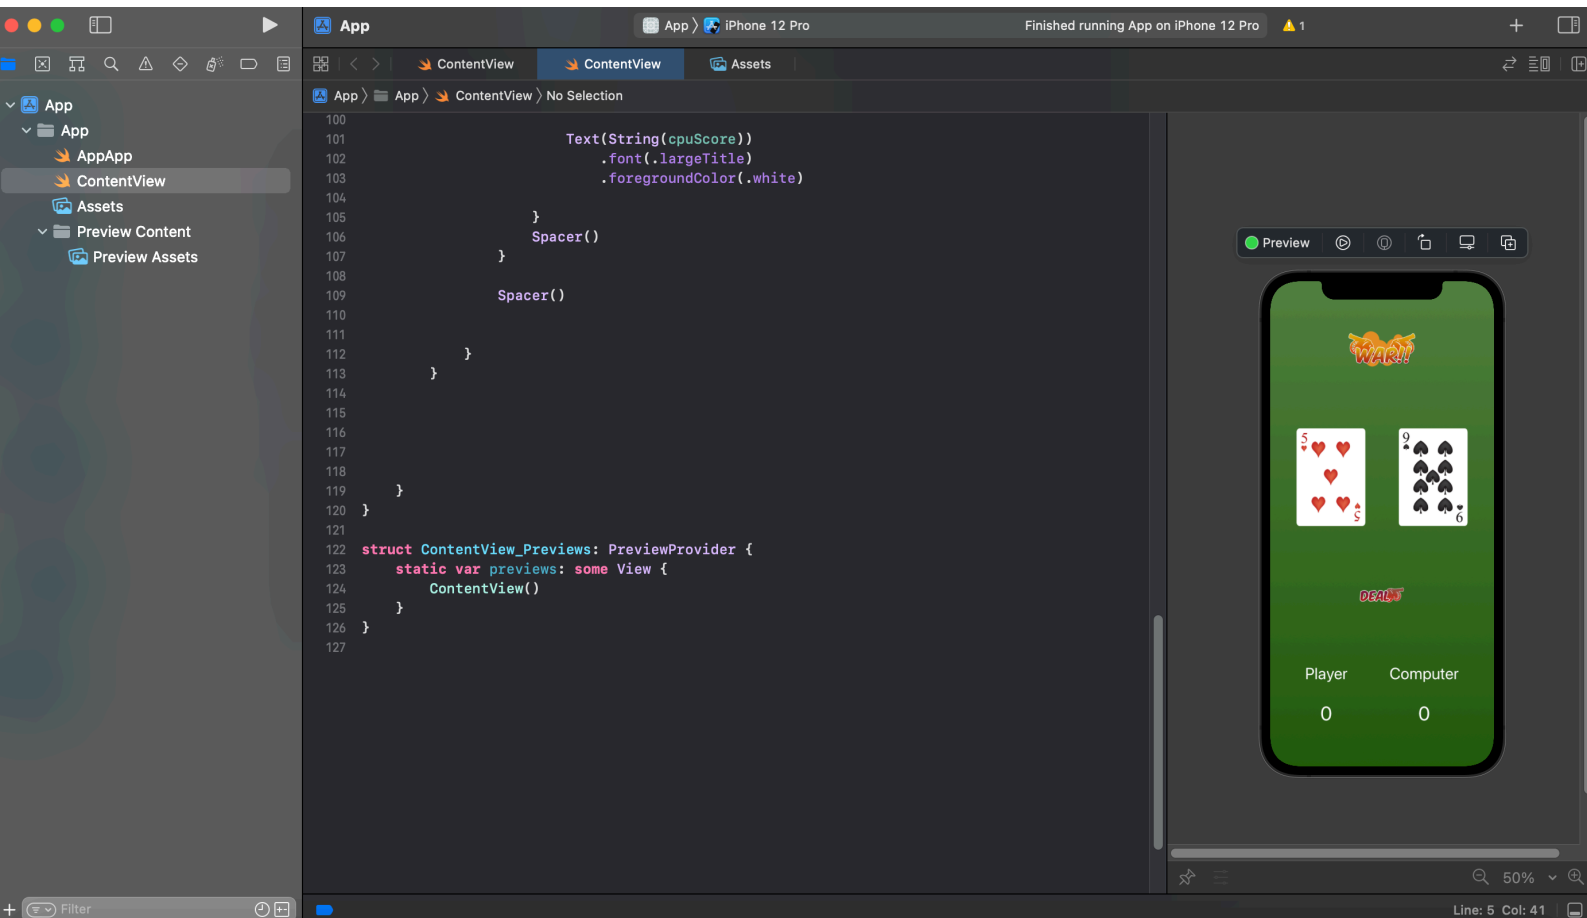 App
App
iPhone 12 Pro
Finished running App on iPhone 12 Pro
1
ContentView
ContentView
Assets
App
App
ContentView
No Selection
App
App
AppApp
ContentView
Assets
Preview Content
Preview Assets
100
101 Text(String(cpuScore))
102 .font(.largeTitle)
103 .foregroundColor(.white)
104
105 }
106 Spacer()
107 }
108
109 Spacer()
110
111
112 }
113 }
114
115
116
117
118
119 }
120 }
121
122 struct ContentView_Previews: PreviewProvider {
123 static var previews: some View {
124 ContentView()
125 }
126 }
127
Preview
WAR!!
5
9
5
9
DEAL
Player Computer
0 0
50%
Filter
Line: 5 Col: 41